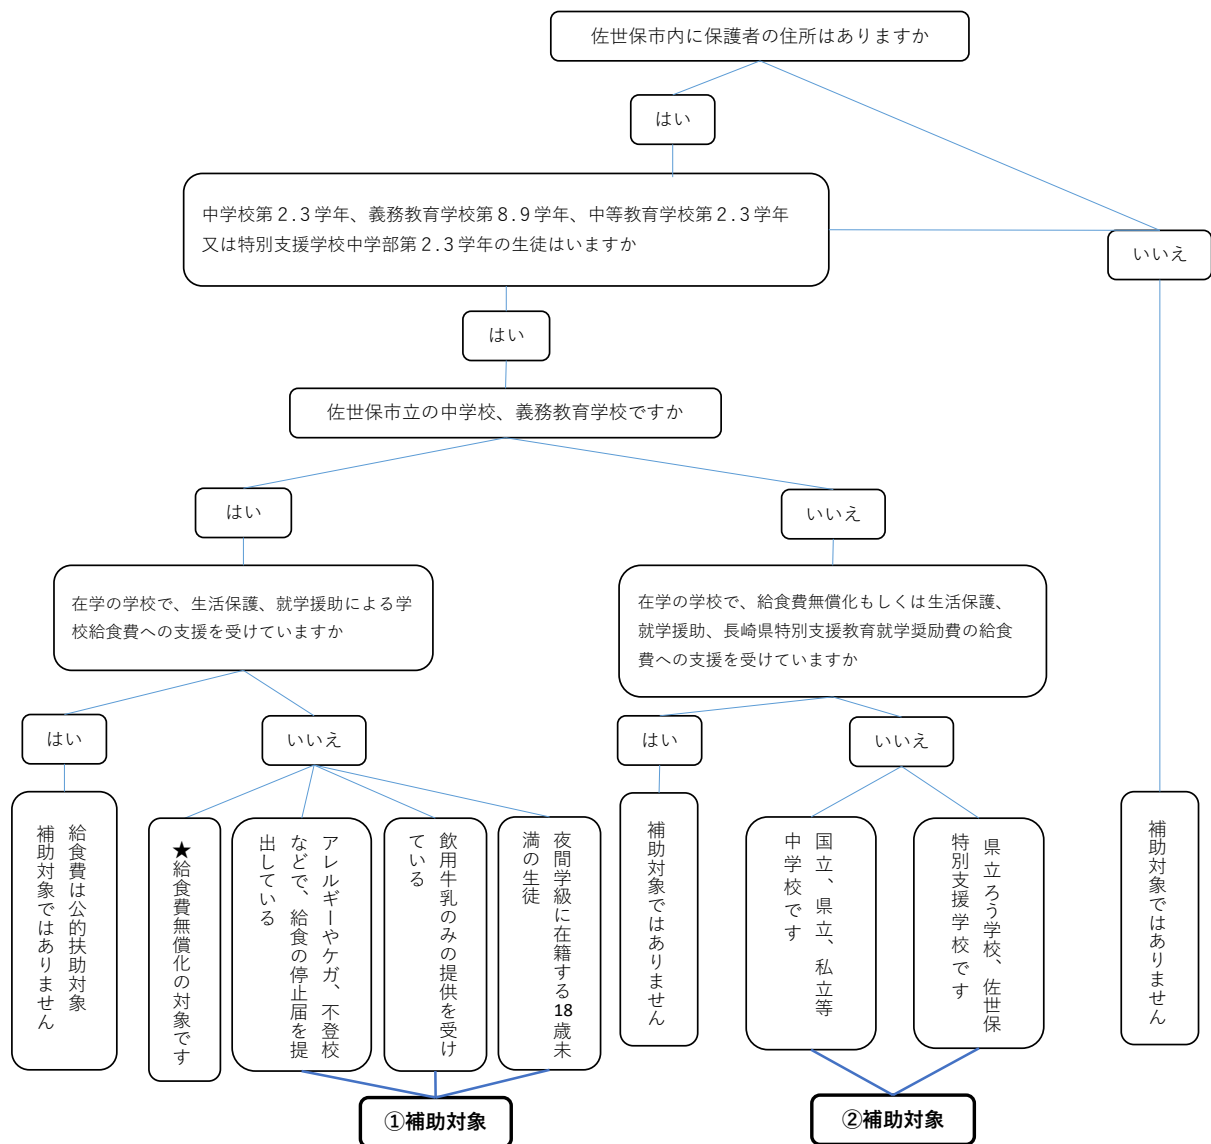 佐世保市内に保護者の住所はありますか
はい
中学校第２.３学年、義務教育学校第８.９学年、中等教育学校第２.３学年
又は特別支援学校中学部第２.３学年の生徒はいますか
いいえ
はい
佐世保市立の中学校、義務教育学校ですか
はい
いいえ
在学の学校で、生活保護、就学援助による学
校給食費への支援を受けていますか
在学の学校で、給食費無償化もしくは生活保護、
就学援助、長崎県特別支援教育就学奨励費の給食
費への支援を受けていますか
はい
いいえ
はい
いいえ
給食費は公的扶助対象
補助対象ではありません
★給食費無償化の対象です
アレルギーやケガ、不登校
などで、給食の停止届を提
出している
飲用牛乳のみの提供を受け
ている
夜間学級に在籍する18歳未
満の生徒
補助対象ではありません
国立、県立、私立等
中学校です
県立ろう学校、佐世保
特別支援学校です
補助対象ではありません
①補助対象
②補助対象